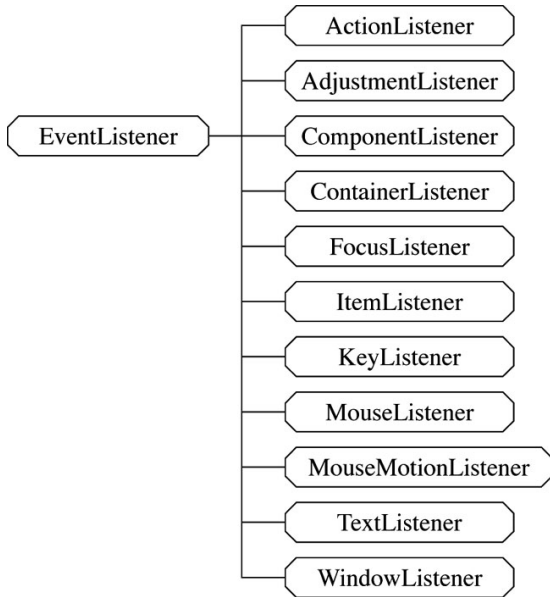 ActionListener
AdjustmentListener
EventListener
ComponentListener
ContainerListener
FocusListener
ItemListener
KeyListener
MouseListener
MouseMotionListener
TextListener
WindowListener